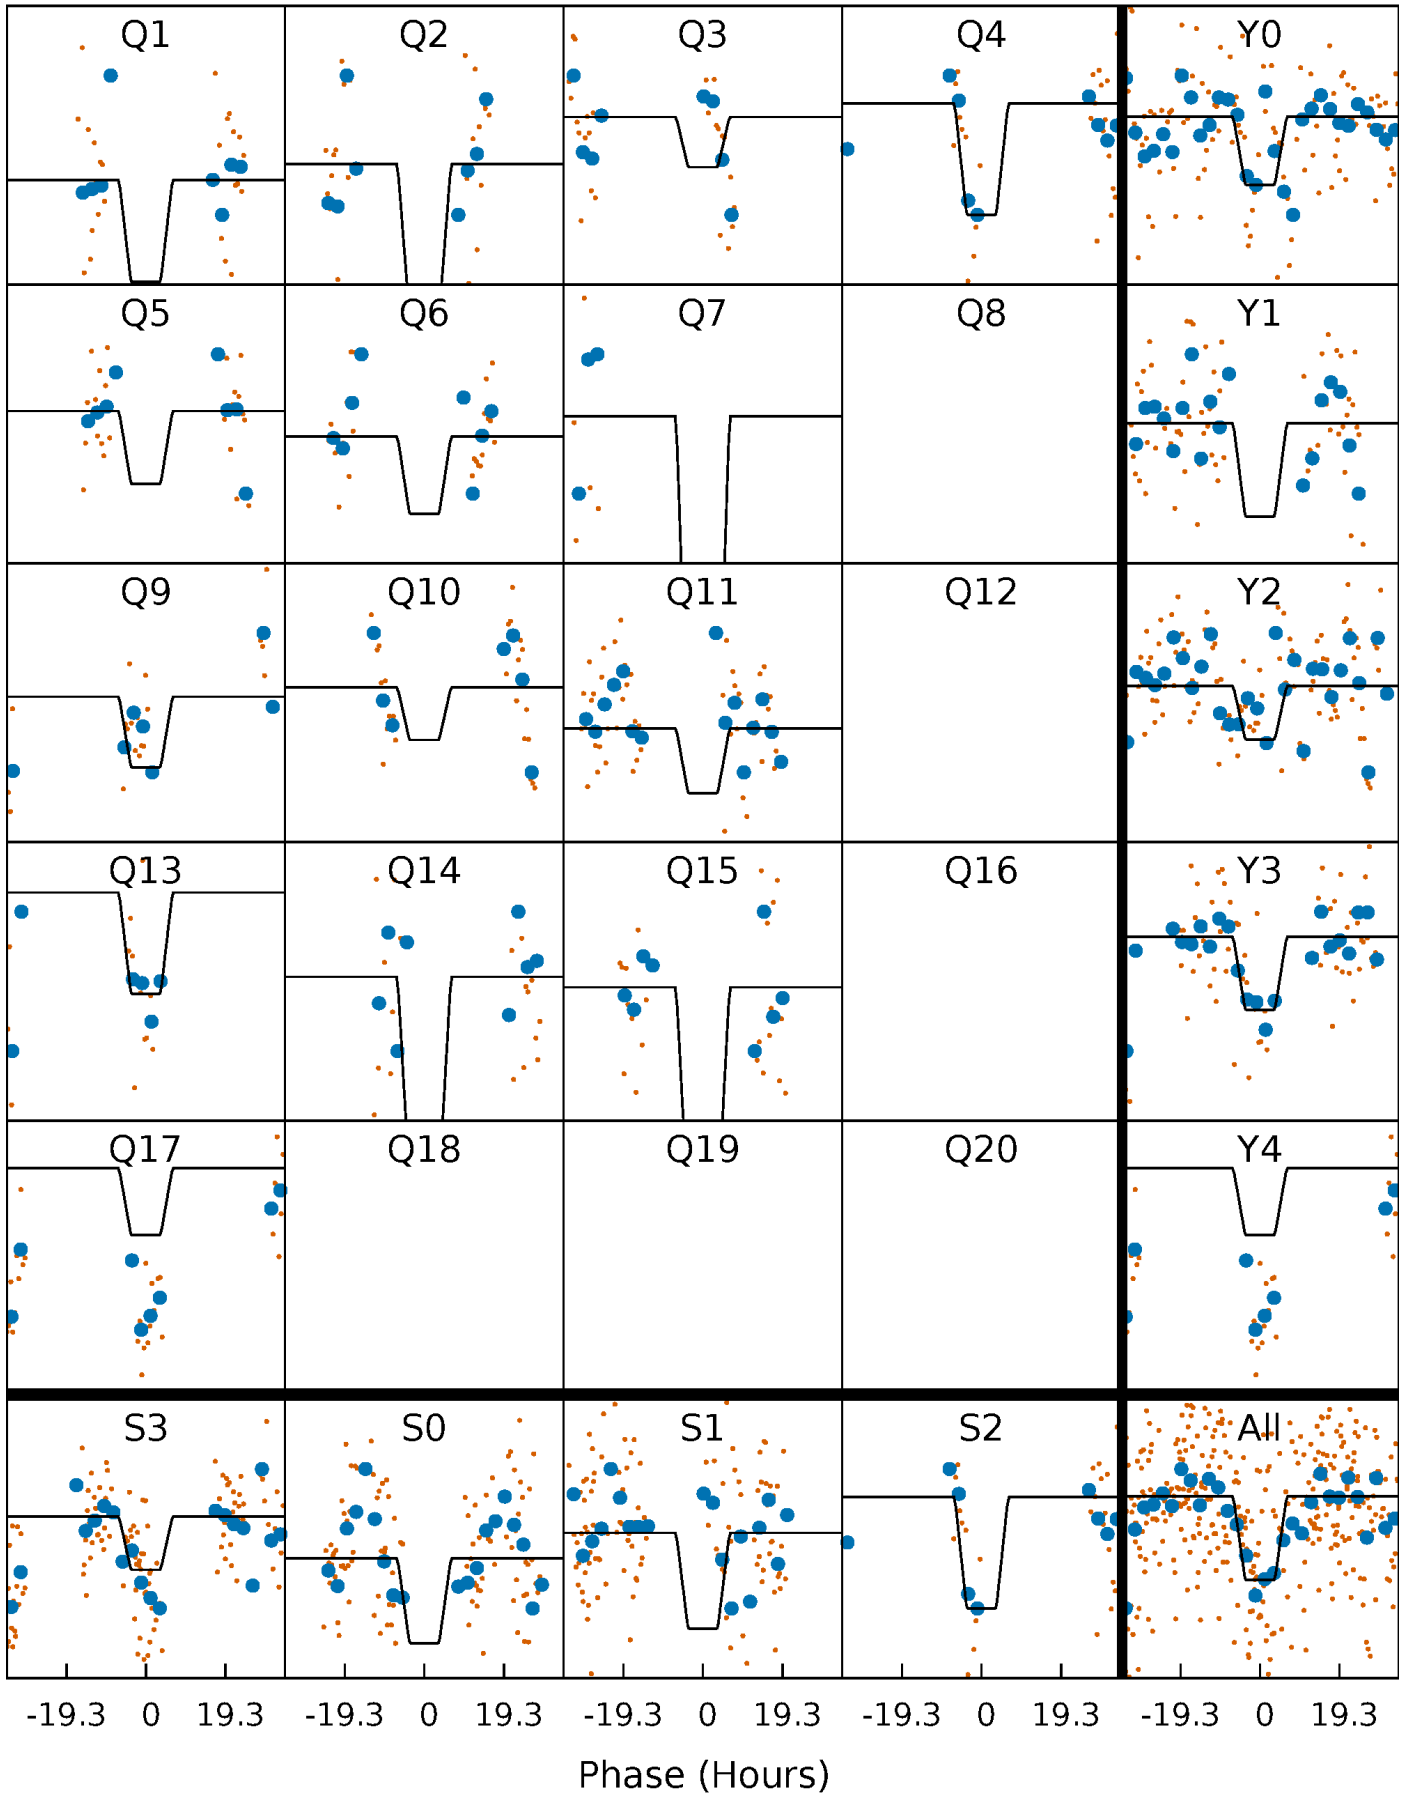 Q1 Q2 Q3 Q4 Y0
Q5 Q6 Q7 Q8 Y1
Q9 Q10 Q11 Q12 Y2
Q13 Q14 Q15 Q16 Y3
Q17 Q18 Q19 Q20 Y4
S3 S0 S1 S2 All
-19.3 0 19.3 -19.3 0 19.3 -19.3 0 19.3 -19.3 0 19.3 -19.3 0 19.3
Phase (Hours)